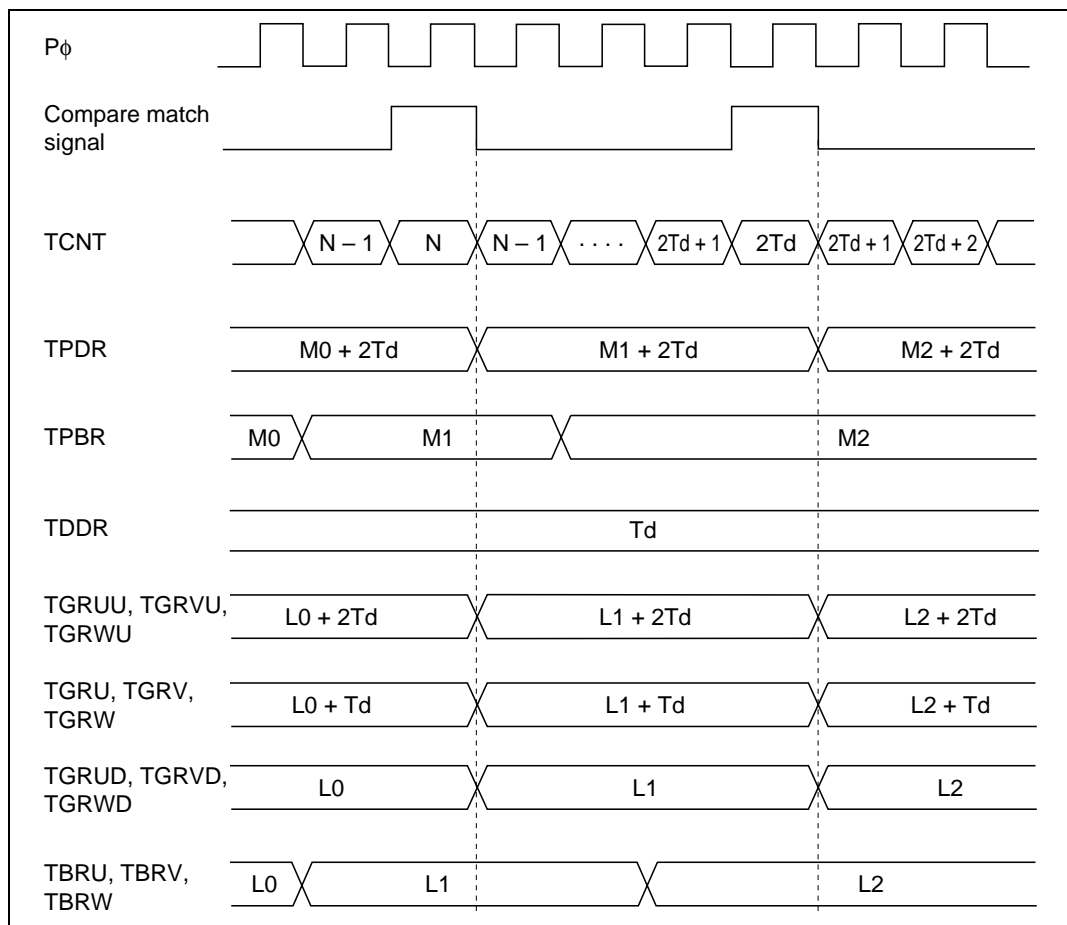 Pϕ
Compare match
signal
TCNT N – 1 N N – 1 · · · · 2Td + 1 2Td 2Td + 1 2Td + 2
TPDR M0 + 2Td M1 + 2Td M2 + 2Td
TPBR M0 M1 M2
TDDR Td
TGRUU, TGRVU,
TGRWU
L0 + 2Td L1 + 2Td L2 + 2Td
TGRU, TGRV,
TGRW
L0 + Td L1 + Td L2 + Td
TGRUD, TGRVD,
TGRWD
L0 L1 L2
TBRU, TBRV,
TBRW
L0 L1 L2